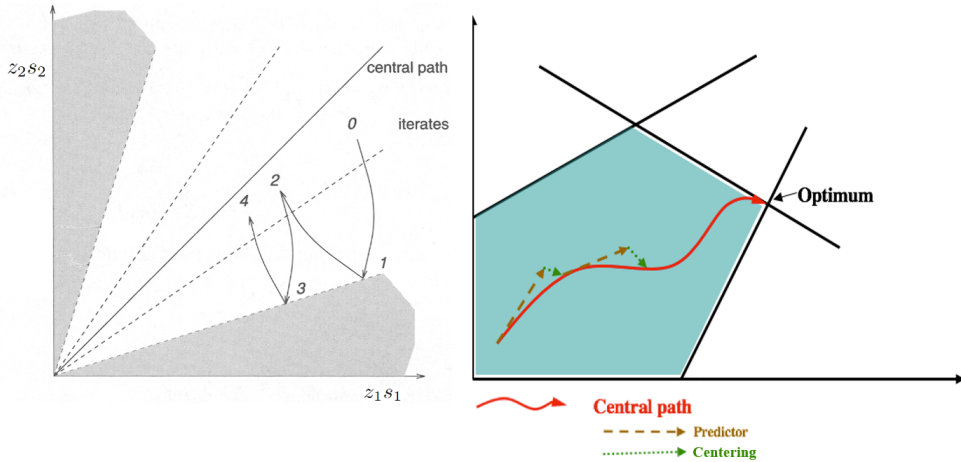 z₂s₂
central path
0
iterates
2
4
1
3
z₁s₁
Optimum
Central path
Predictor
Centering